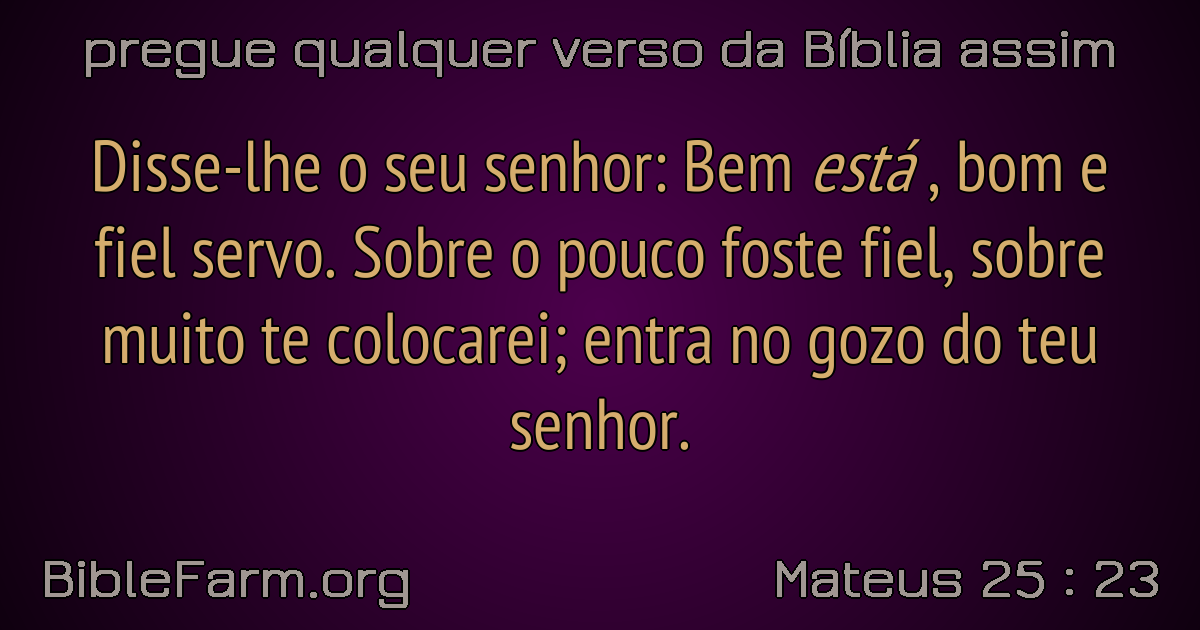 pregue qualquer verso da Bíblia assim
Disse-lhe o seu senhor: Bem está , bom e
fiel servo. Sobre o pouco foste fiel, sobre
muito te colocarei; entra no gozo do teu
senhor.
BibleFarm.org
Mateus 25 : 23